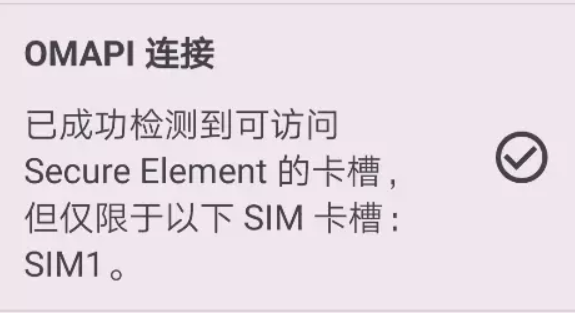 OMAPI 连接
已成功检测到可访问
Secure Element 的卡槽，
但仅限于以下 SIM 卡槽：
SIM1。